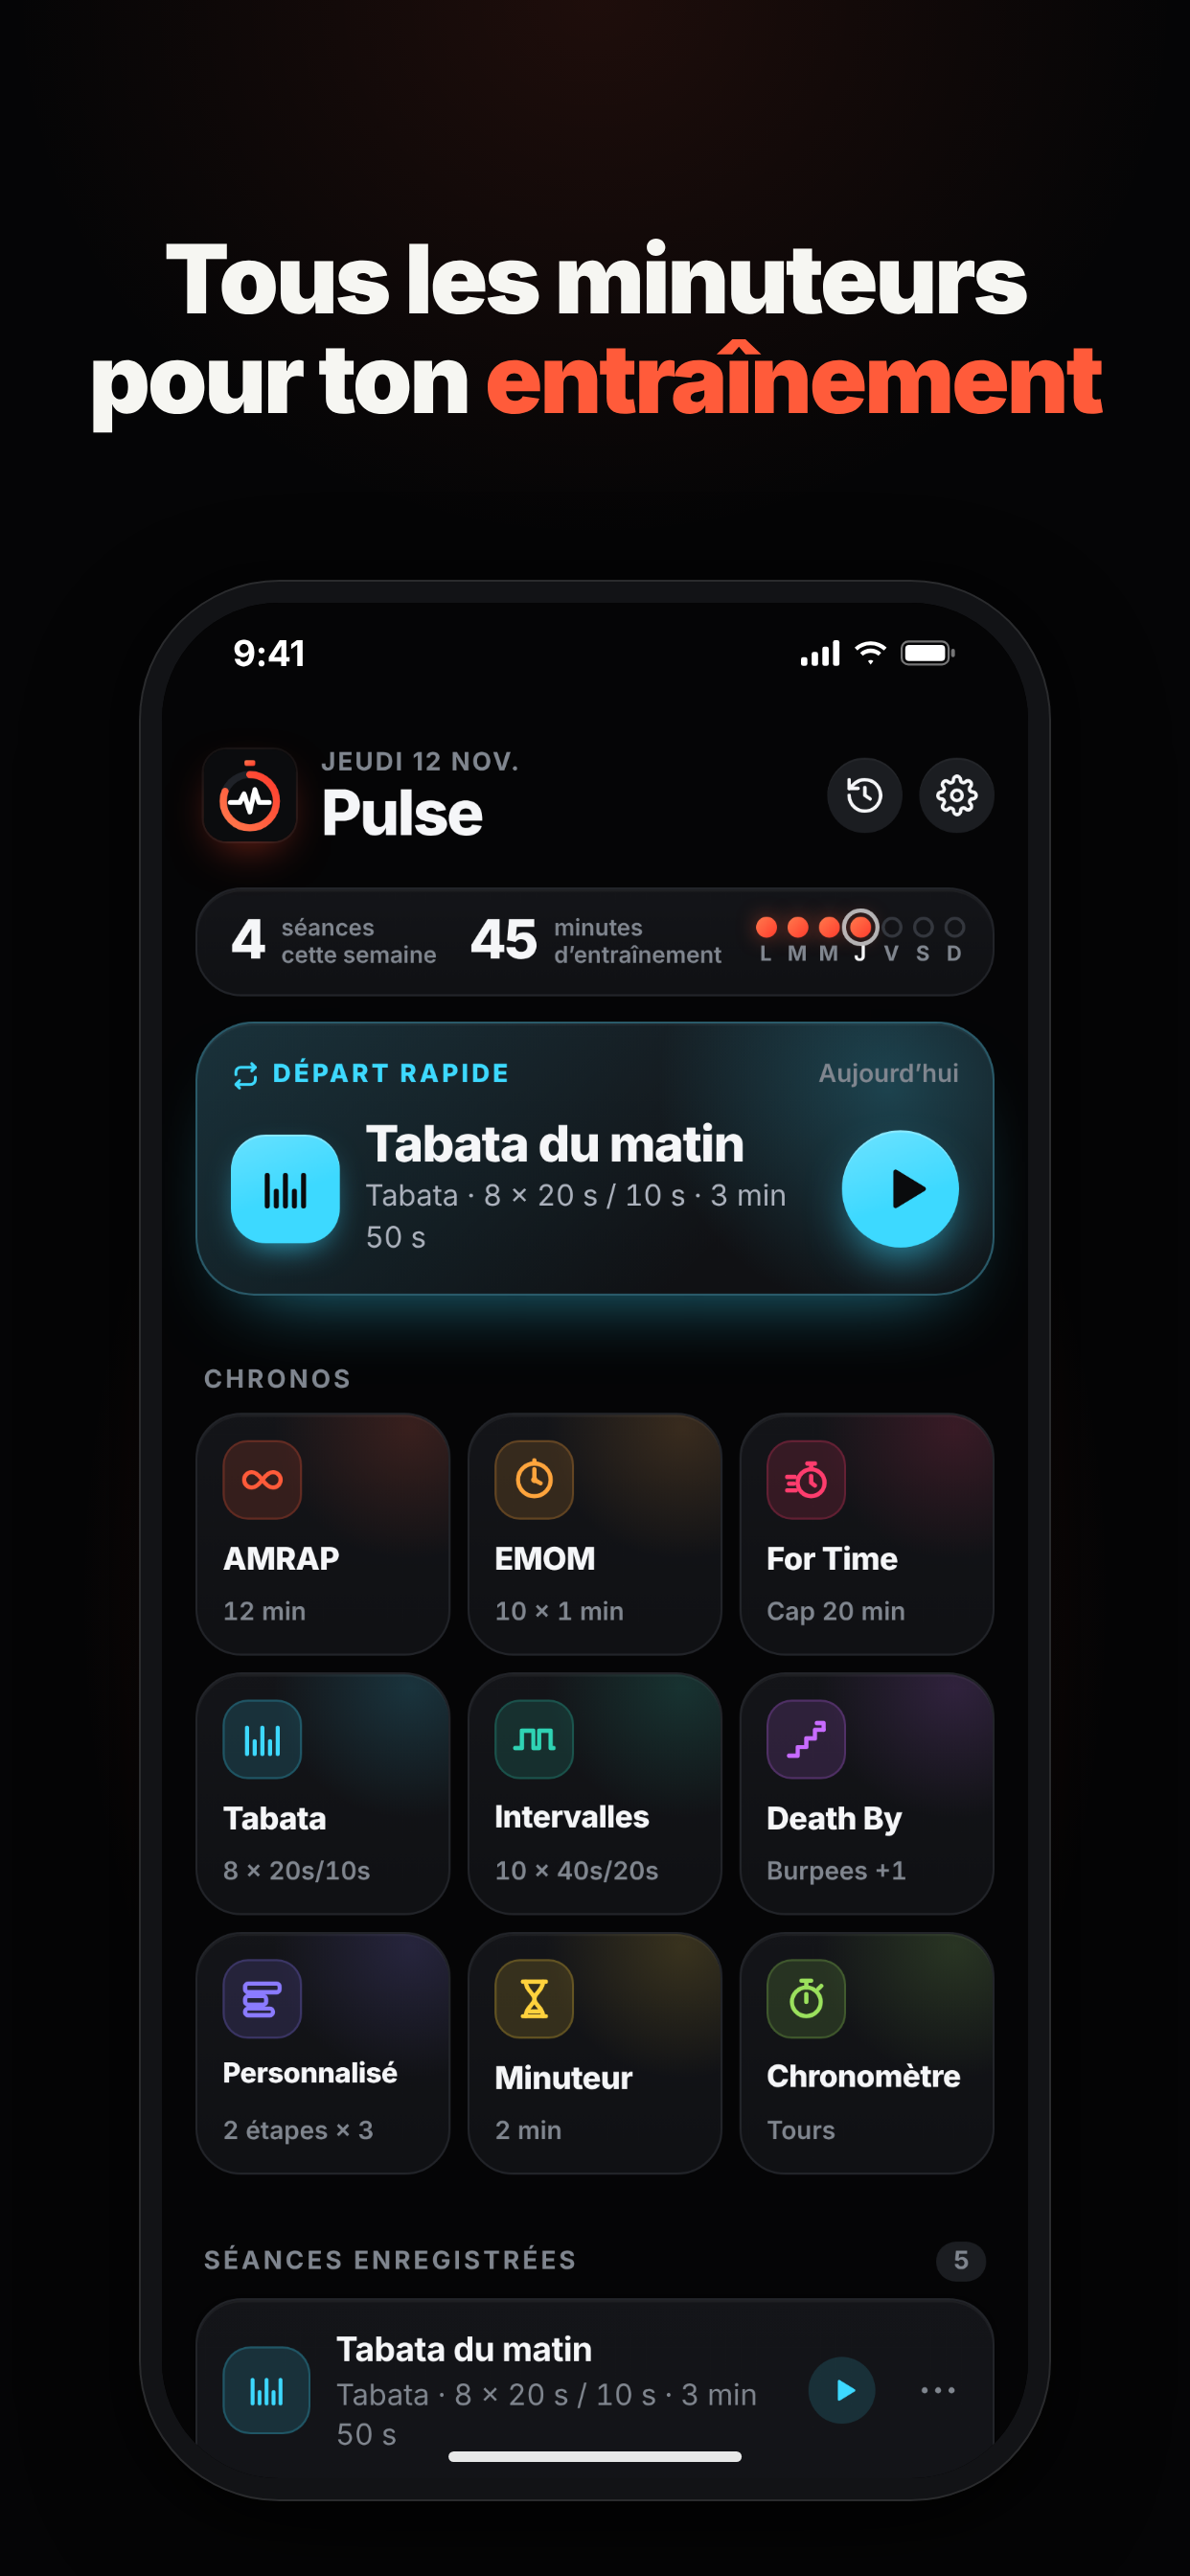 Tous les minuteurs
pour ton entraînement
9:41
JEUDI 12 NOV.
Pulse
4 séances cette semaine
45 minutes d’entraînement
L M M J V S D
DÉPART RAPIDE
Aujourd’hui
Tabata du matin
Tabata · 8 × 20 s / 10 s · 3 min
50 s
CHRONOS
AMRAP
12 min
EMOM
10 × 1 min
For Time
Cap 20 min
Tabata
8 × 20s/10s
Intervalles
10 × 40s/20s
Death By
Burpees +1
Personnalisé
2 étapes × 3
Minuteur
2 min
Chronomètre
Tours
SÉANCES ENREGISTRÉES
5
Tabata du matin
Tabata · 8 × 20 s / 10 s · 3 min
50 s